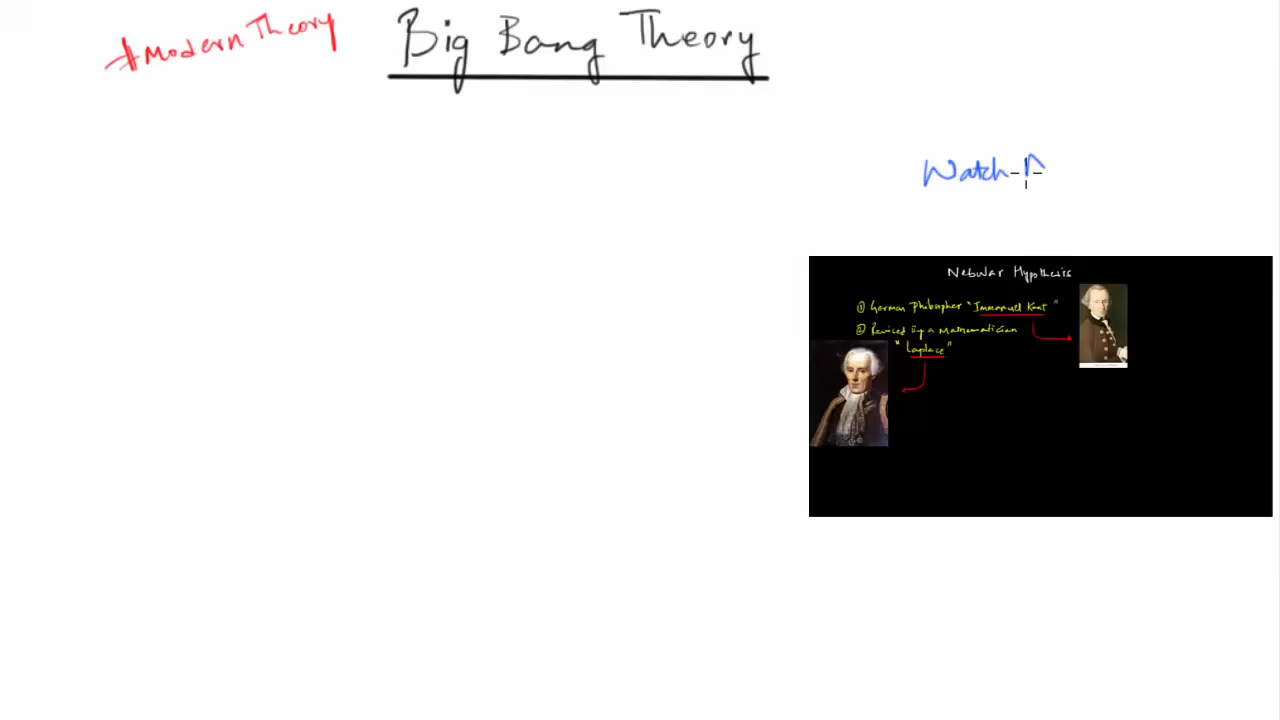 #Modern Theory
Big Bang Theory
Watch-
Nebular Hypothesis
① German Philosopher "Immanuel Kant"
② Revised by a Mathematician
"Laplace"